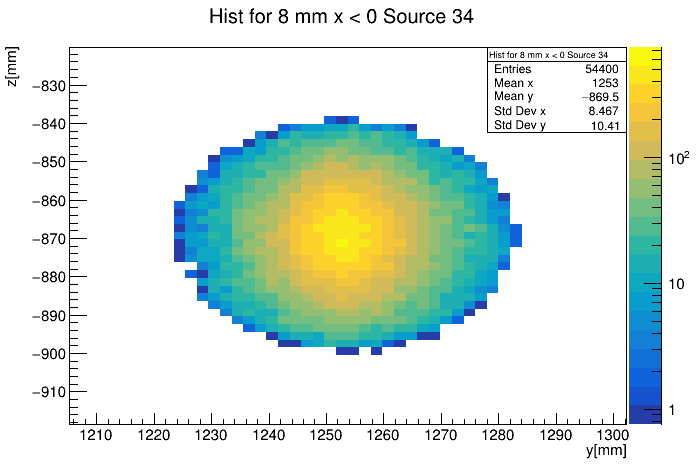 Hist for 8 mm x < 0 Source 34
z[mm]
Hist for 8 mm x < 0 Source 34
Entries 54400
Mean x 1253
Mean y −869.5
Std Dev x 8.467
Std Dev y 10.41
−830
−840
−850
−860
−870
−880
−890
−900
−910
10²
10
1
1210 1220 1230 1240 1250 1260 1270 1280 1290 1300
y[mm]